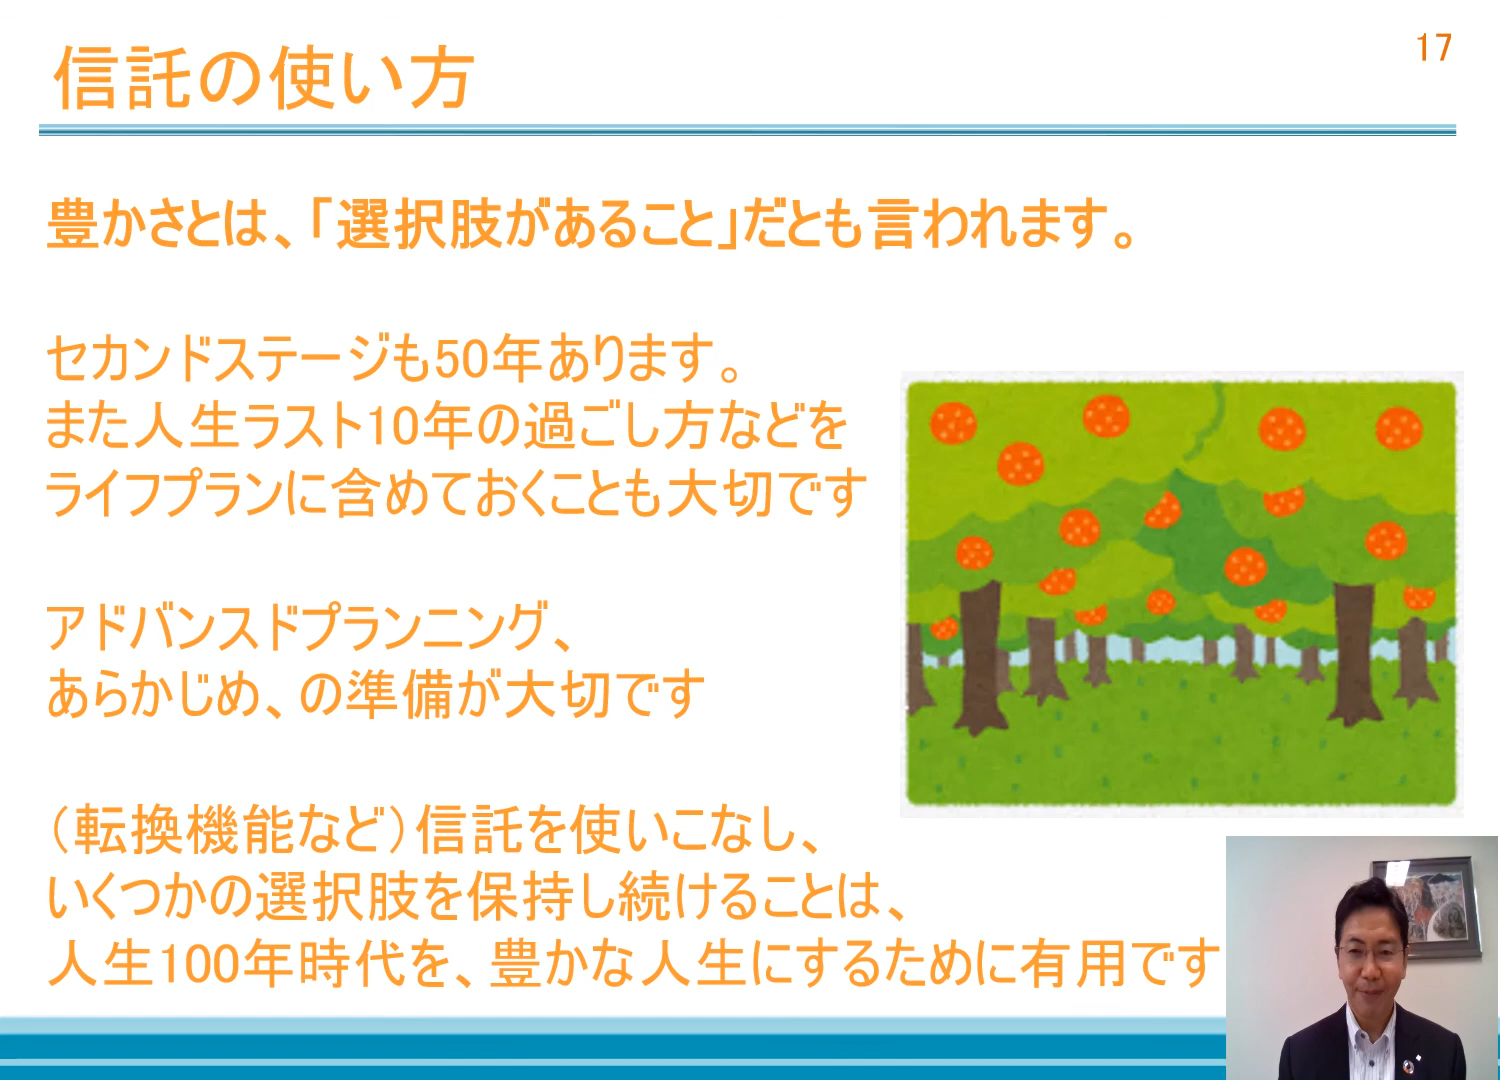 信託の使い方
17
豊かさとは、「選択肢があること」だとも言われます。
セカンドステージも50年あります。
また人生ラスト10年の過ごし方などを
ライフプランに含めておくことも大切です
アドバンスドプランニング、
あらかじめ、の準備が大切です
（転換機能など）信託を使いこなし、
いくつかの選択肢を保持し続けることは、
人生100年時代を、豊かな人生にするために有用です